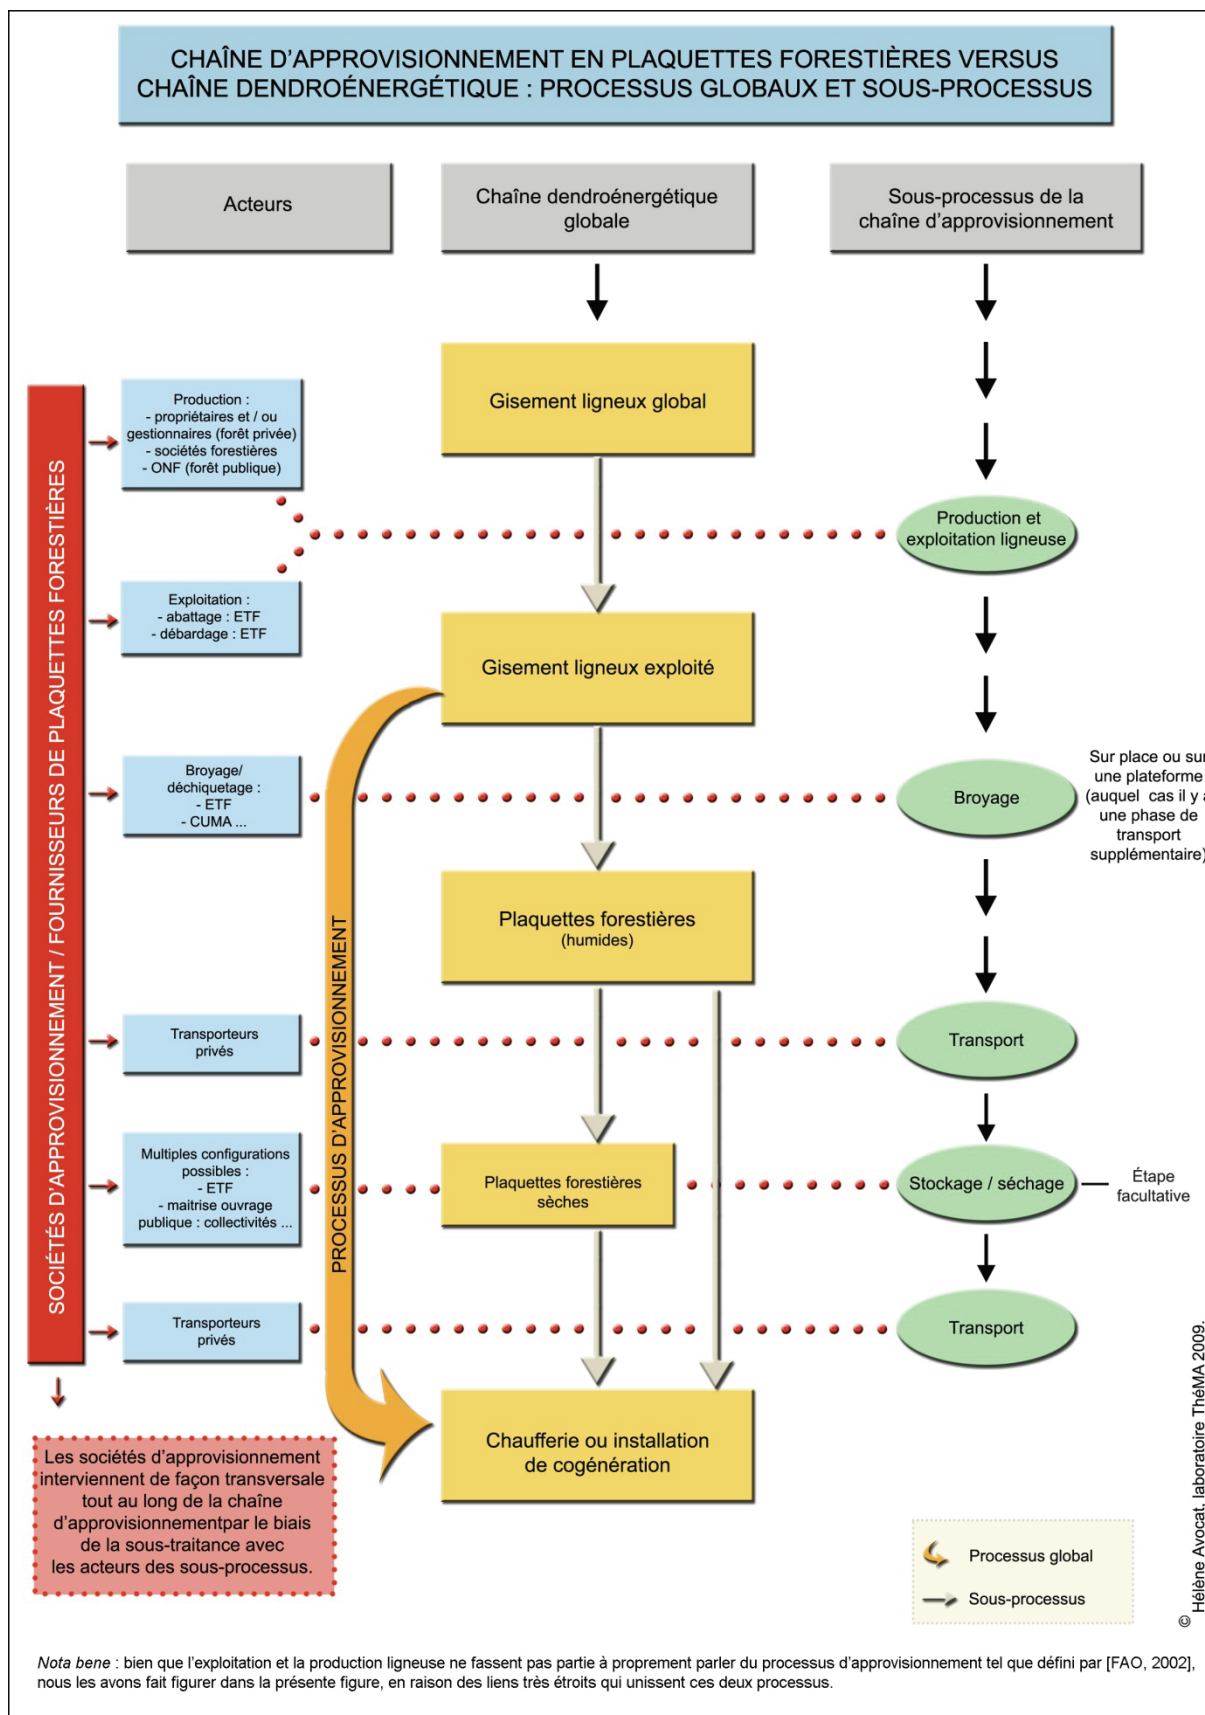 CHAÎNE D'APPROVISIONNEMENT EN PLAQUETTES FORESTIÈRES VERSUS
CHAÎNE DENDROÉNERGÉTIQUE : PROCESSUS GLOBAUX ET SOUS-PROCESSUS
Acteurs
Chaîne dendroénergétique
globale
Sous-processus de la
chaîne d'approvisionnement
SOCIÉTÉS D'APPROVISIONNEMENT / FOURNISSEURS DE PLAQUETTES FORESTIÈRES
Production :
- propriétaires et / ou
gestionnaires (forêt privée)
- sociétés forestières
- ONF (forêt publique)
Gisement ligneux global
Production et
exploitation ligneuse
Exploitation :
- abattage : ETF
- débardage : ETF
Gisement ligneux exploité
PROCESSUS D'APPROVISIONNEMENT
Broyage/
déchiquetage :
- ETF
- CUMA ...
Broyage
Sur place ou sur
une plateforme
(auquel cas il y a
une phase de
transport
supplémentaire)
Plaquettes forestières
(humides)
Transporteurs
privés
Transport
Multiples configurations
possibles :
- ETF
- maitrise ouvrage
publique : collectivités ...
Plaquettes forestières
sèches
Stockage / séchage
Étape
facultative
Transporteurs
privés
Transport
Chaufferie ou installation
de cogénération
Les sociétés d'approvisionnement
interviennent de façon transversale
tout au long de la chaîne
d'approvisionnementpar le biais
de la sous-traitance avec
les acteurs des sous-processus.
Processus global
Sous-processus
© Hélène Avocat, laboratoire ThéMA 2009.
Nota bene : bien que l'exploitation et la production ligneuse ne fassent pas partie à proprement parler du processus d'approvisionnement tel que défini par [FAO, 2002],
nous les avons fait figurer dans la présente figure, en raison des liens très étroits qui unissent ces deux processus.